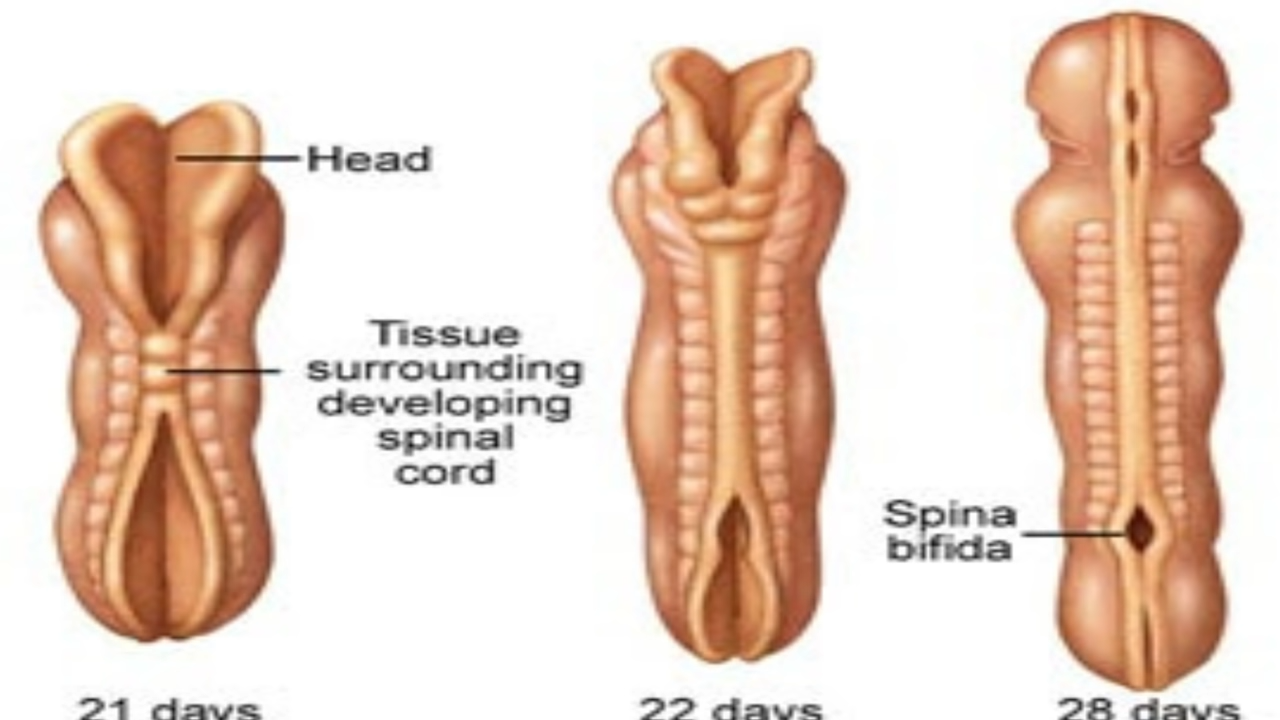 Head
Tissue
surrounding
developing
spinal
cord
Spina
bifida
21 days
22 days
28 days